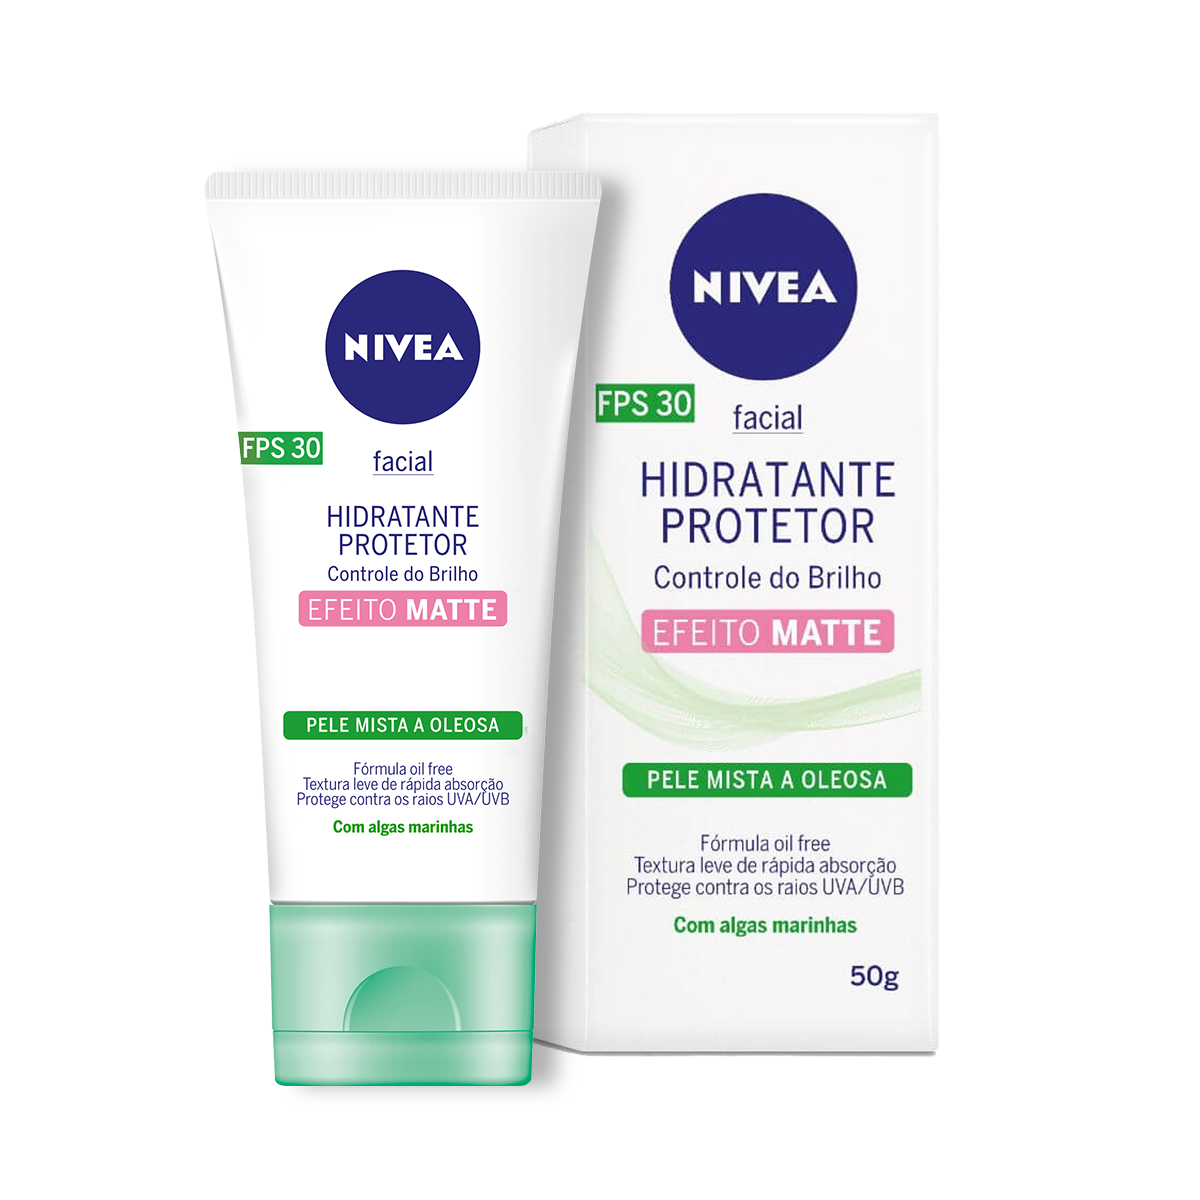 NIVEA
FPS 30
facial
HIDRATANTE
PROTETOR
Controle do Brilho
EFEITO MATTE
PELE MISTA A OLEOSA
Fórmula oil free
Textura leve de rápida absorção
Protege contra os raios UVA/UVB
Com algas marinhas
NIVEA
FPS 30
facial
HIDRATANTE
PROTETOR
Controle do Brilho
EFEITO MATTE
PELE MISTA A OLEOSA
Fórmula oil free
Textura leve de rápida absorção
Protege contra os raios UVA/UVB
Com algas marinhas
50g